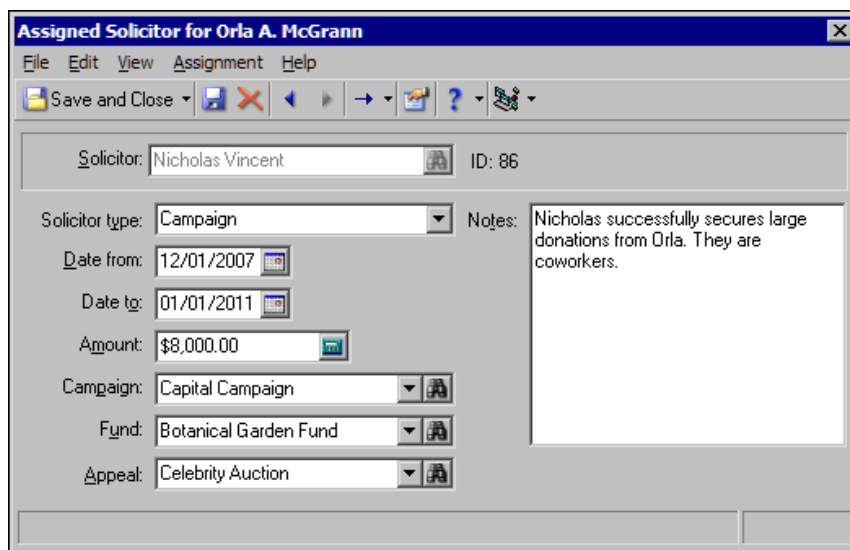 Assigned Solicitor for Orla A. McGrann
File Edit View Assignment Help
Save and Close ?
Solicitor: Nicholas Vincent ID: 86
Solicitor type: Campaign
Date from: 12/01/2007
Date to: 01/01/2011
Amount: $8,000.00
Campaign: Capital Campaign
Fund: Botanical Garden Fund
Appeal: Celebrity Auction
Notes: Nicholas successfully secures large
donations from Orla. They are
coworkers.